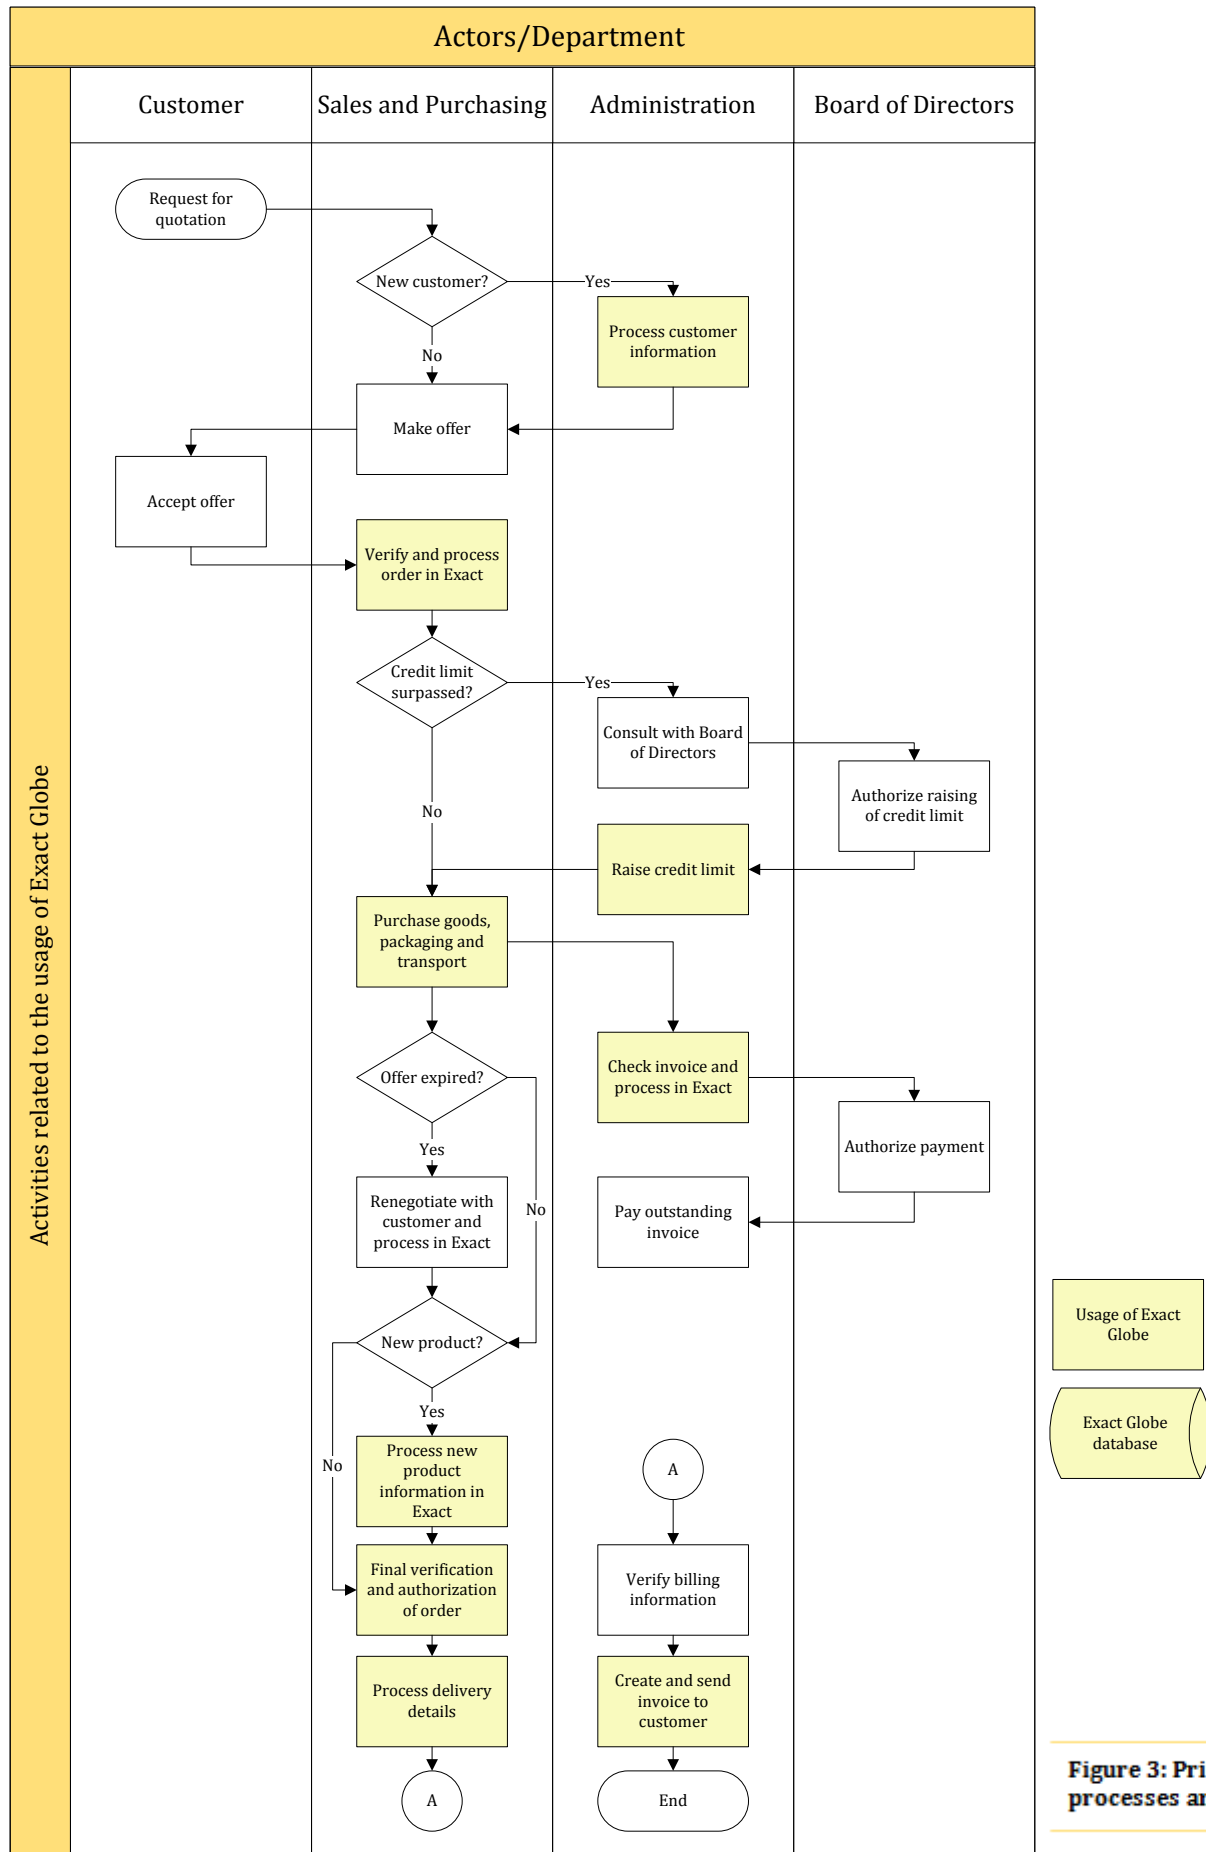 Actors/Department
Customer
Sales and Purchasing
Administration
Board of Directors
Activities related to the usage of Exact Globe
Request for
quotation
New customer?
Yes
Process customer
information
No
Make offer
Accept offer
Verify and process
order in Exact
Credit limit
surpassed?
Yes
Consult with Board
of Directors
Authorize raising
of credit limit
No
Raise credit limit
Purchase goods,
packaging and
transport
Offer expired?
Check invoice and
process in Exact
Authorize payment
Yes
Renegotiate with
customer and
process in Exact
No
Pay outstanding
invoice
New product?
Usage of Exact
Globe
Yes
Exact Globe
database
No
Process new
product
information in
Exact
A
Final verification
and authorization
of order
Verify billing
information
Process delivery
details
Create and send
invoice to
customer
A
End
Figure 3: Pri
processes